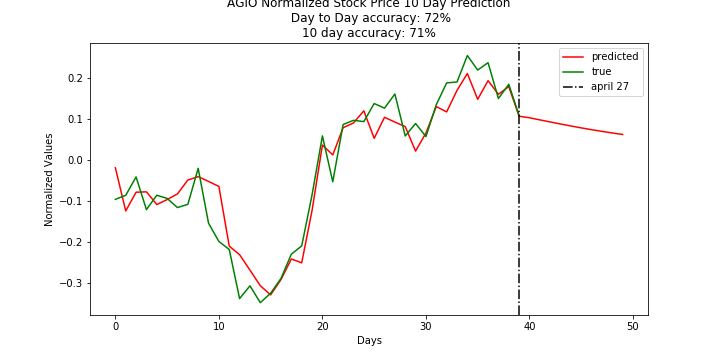 AGIO Normalized Stock Price 10 Day Prediction
Day to Day accuracy: 72%
10 day accuracy: 71%
predicted
true
april 27
Normalized Values
0.2
0.1
0.0
−0.1
−0.2
−0.3
0 10 20 30 40 50
Days